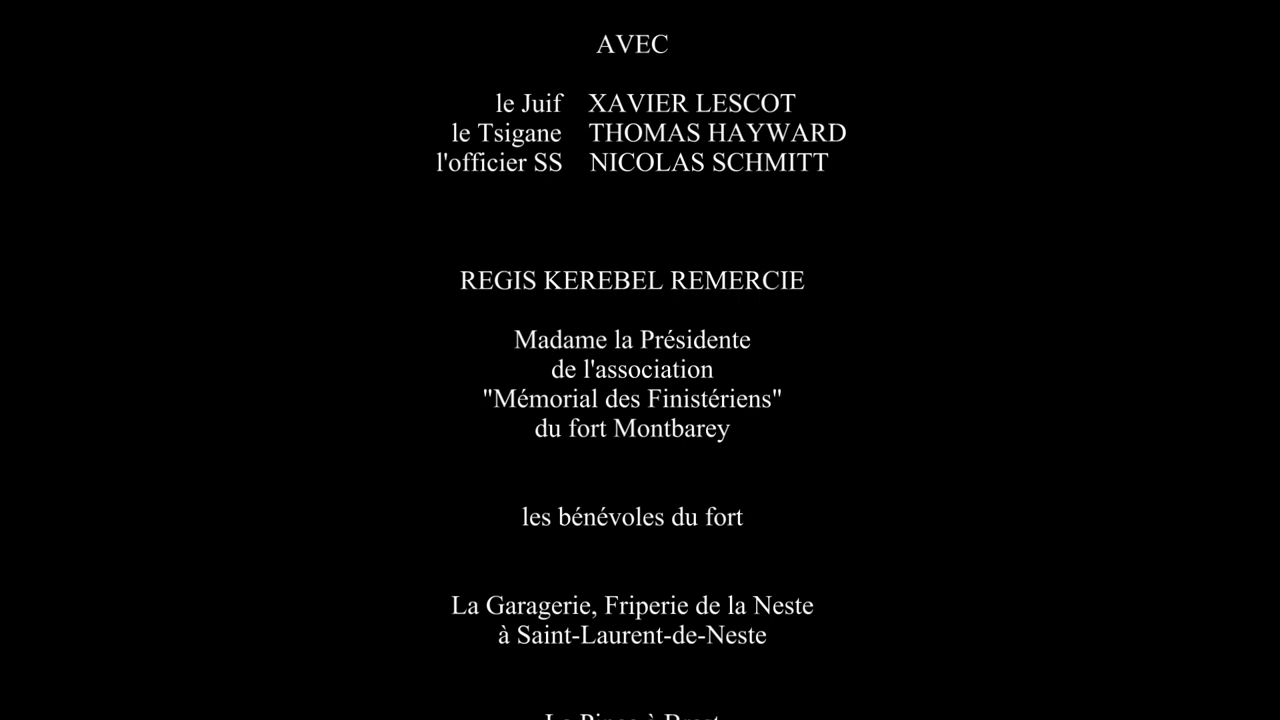 AVEC
le Juif XAVIER LESCOT
le Tsigane THOMAS HAYWARD
l'officier SS NICOLAS SCHMITT
REGIS KEREBEL REMERCIE
Madame la Présidente
de l'association
"Mémorial des Finistériens"
du fort Montbarey
les bénévoles du fort
La Garagerie, Friperie de la Neste
à Saint-Laurent-de-Neste